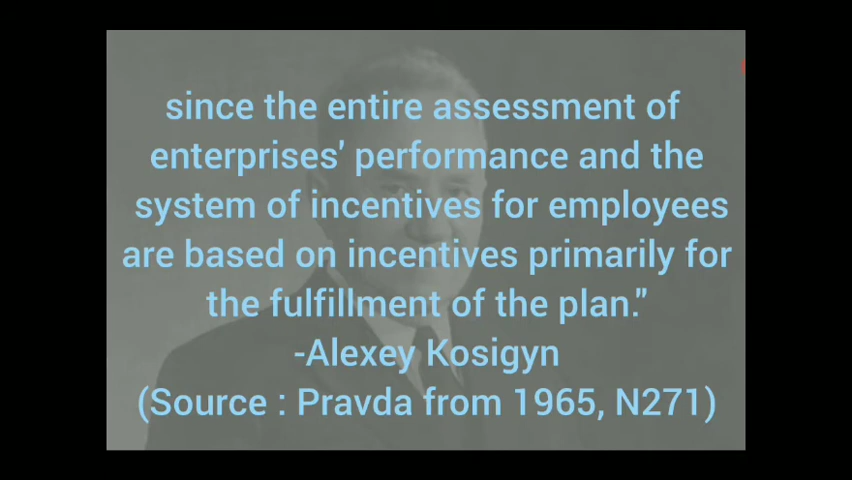 since the entire assessment of
enterprises' performance and the
system of incentives for employees
are based on incentives primarily for
the fulfillment of the plan."
-Alexey Kosigyn
(Source : Pravda from 1965, N271)